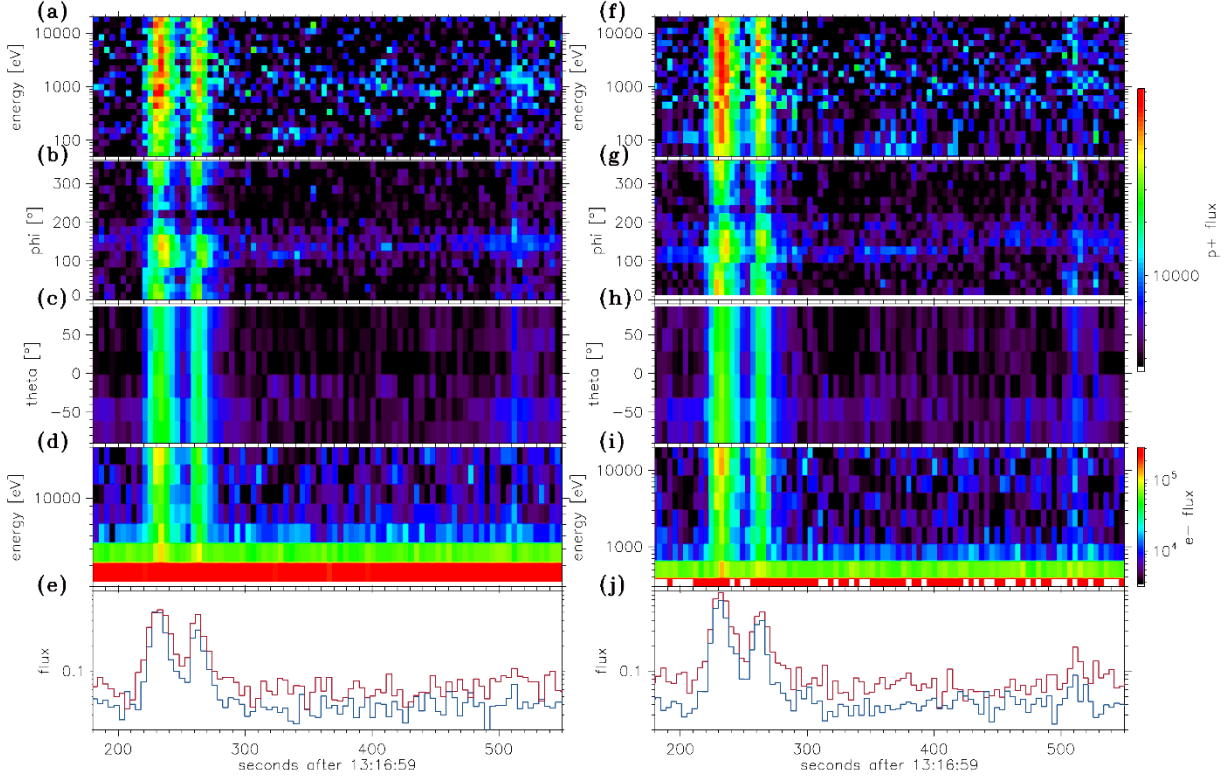 (a)
energy [eV]
10000
1000
100
(b)
phi [°]
300
200
100
0
(c)
theta [°]
50
0
−50
(d)
energy [eV]
10000
(e)
flux
0.1
200 300 400 500
seconds after 13:16:59
(f)
energy [eV]
10000
1000
100
(g)
phi [°]
300
200
100
0
(h)
theta [°]
50
0
−50
(i)
energy [eV]
10000
1000
(j)
flux
0.1
200 300 400 500
seconds after 13:16:59
10000
p+ flux
10⁵
10⁴
e− flux